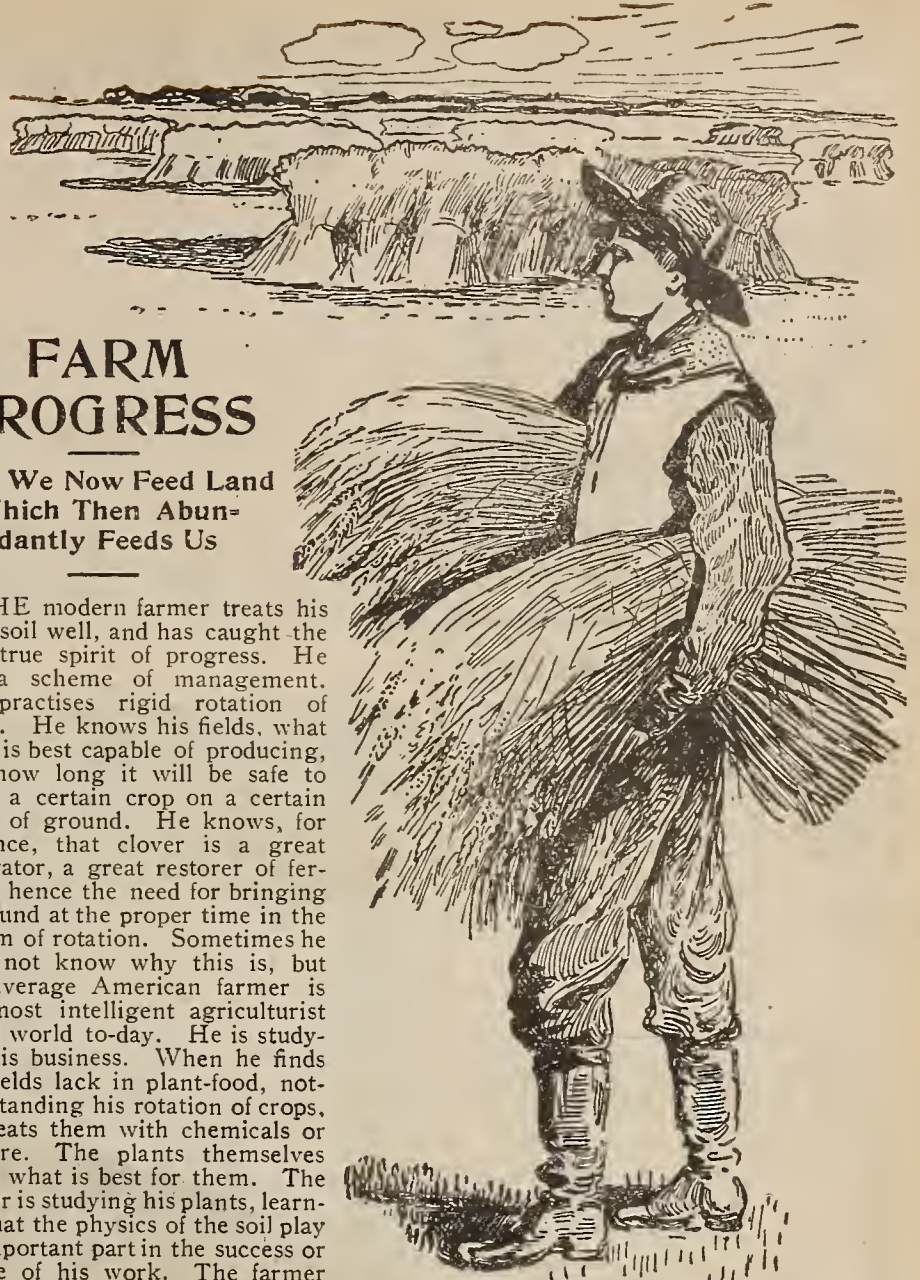 FARM
ROGRESS
We Now Feed Land
hich Then Abun=
dantly Feeds Us
HE modern farmer treats his
soil well, and has caught the
true spirit of progress. He
a scheme of management.
practises rigid rotation of
. He knows his fields, what
is best capable of producing,
now long it will be safe to
a certain crop on a certain
of ground. He knows, for
nce, that clover is a great
vator, a great restorer of fer-
hence the need for bringing
und at the proper time in the
m of rotation. Sometimes he
not know why this is, but
verage American farmer is
nost intelligent agriculturist
world to-day. He is study-
is business. When he finds
elds lack in plant-food, not-
tanding his rotation of crops,
eats them with chemicals or
re. The plants themselves
what is best for them. The
r is studying his plants, learn-
at the physics of the soil play
portant part in the success or
e of his work. The farmer